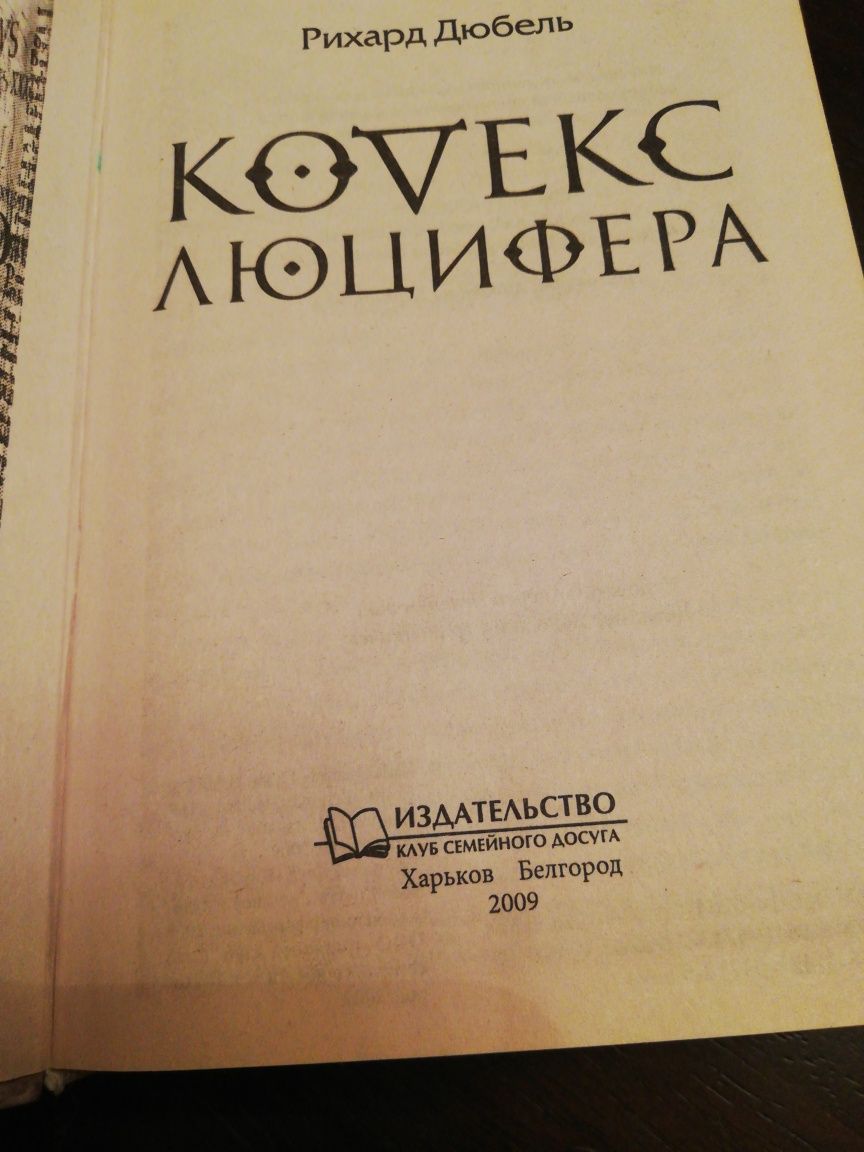 Рихард Дюбель
КОДЕКС
ЛЮЦИФЕРА
ИЗДАТЕЛЬСТВО
КЛУБ СЕМЕЙНОГО ДОСУГА
Харьков Белгород
2009